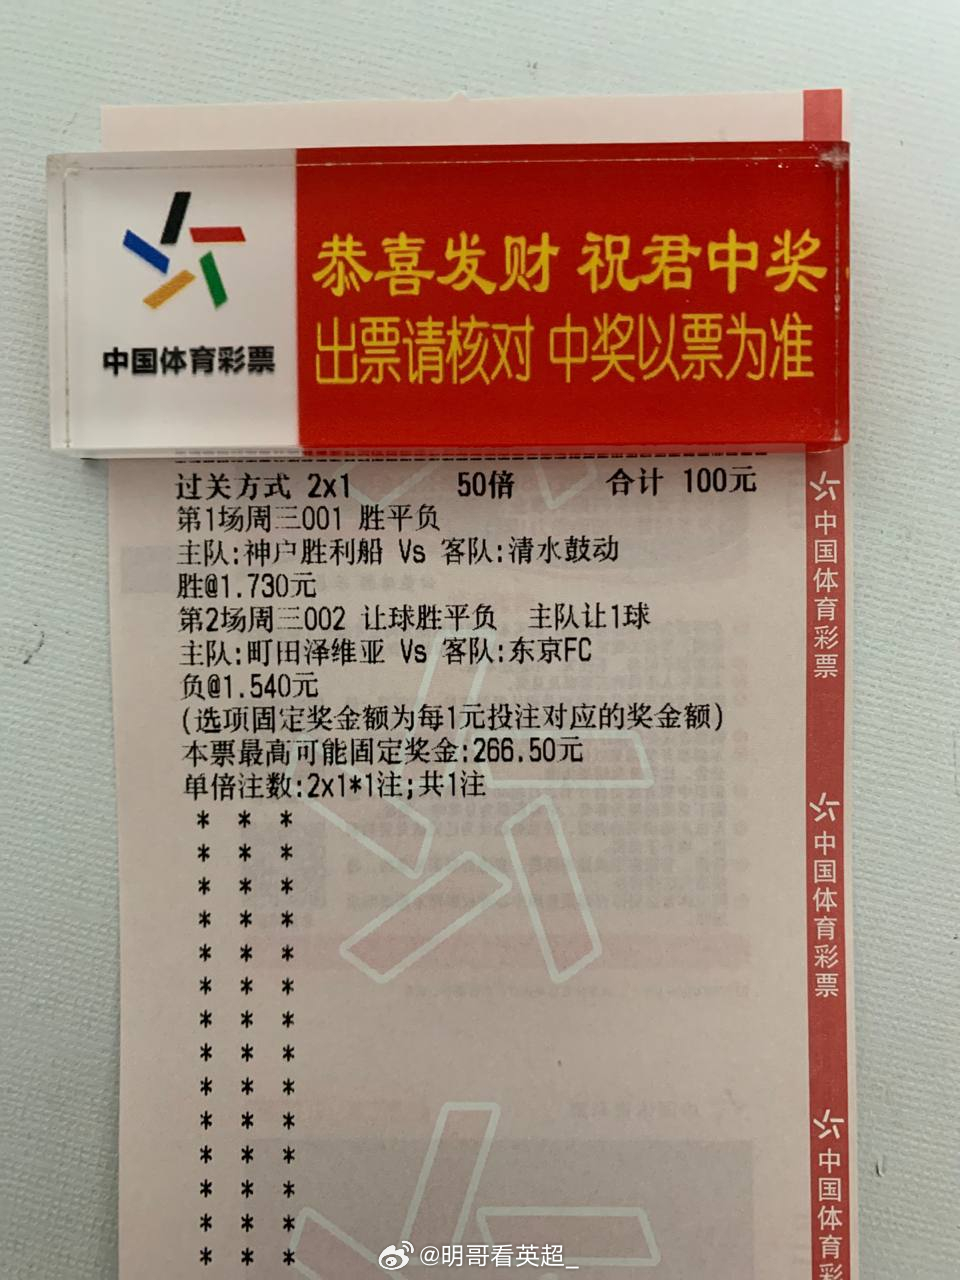 恭喜发财 祝君中奖
出票请核对 中奖以票为准
中国体育彩票
过关方式 2x1 50倍 合计 100元
第1场周三001 胜平负
主队:神户胜利船 Vs 客队:清水鼓动
胜@1.730元
第2场周三002 让球胜平负 主队让1球
主队:町田泽维亚 Vs 客队:东京FC
负@1.540元
(选项固定奖金额为每1元投注对应的奖金额)
本票最高可能固定奖金:266.50元
单倍注数:2x1*1注;共1注
* * *
* * *
* * *
* * *
* * *
* * *
* * *
* * *
* * *
* * *
* * *
* * *
* * *
* * *
中国体育彩票
中国体育彩票
中国体育彩
@明哥看英超_